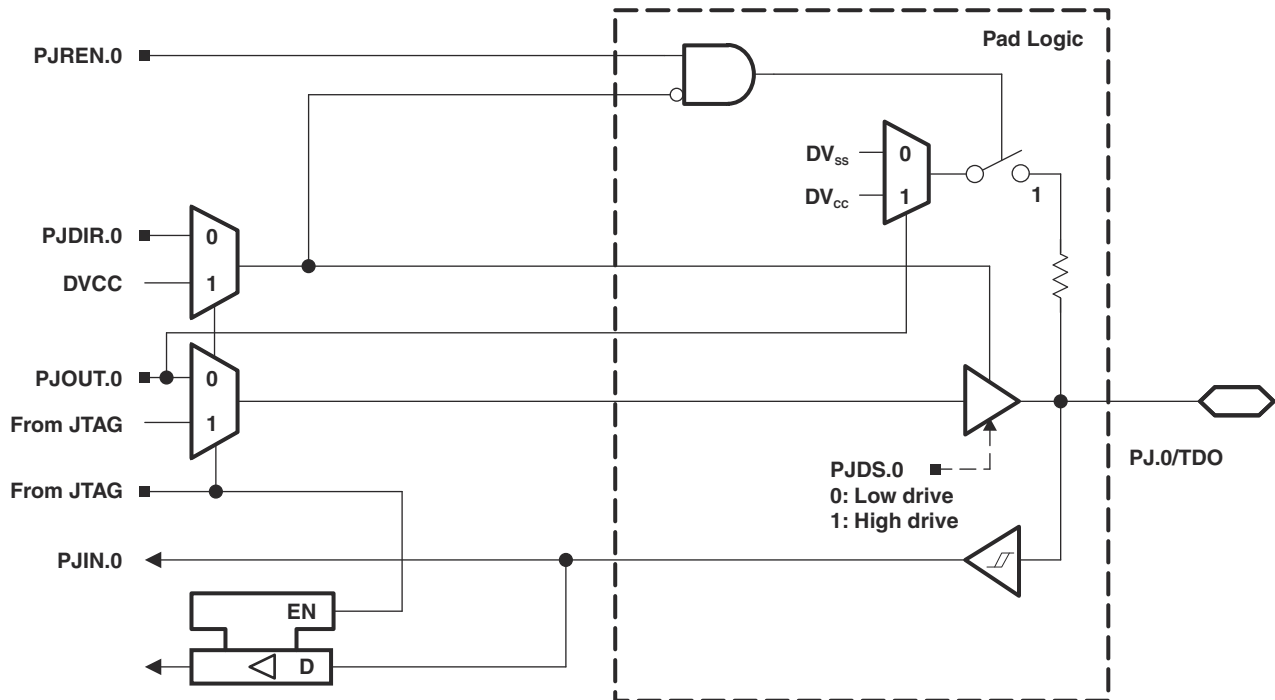 Pad Logic
PJREN.0
DVss
0
DVcc
1
1
PJDIR.0
0
DVCC
1
PJOUT.0
0
From JTAG
1
PJDS.0
0: Low drive
1: High drive
PJ.0/TDO
From JTAG
PJIN.0
EN
D